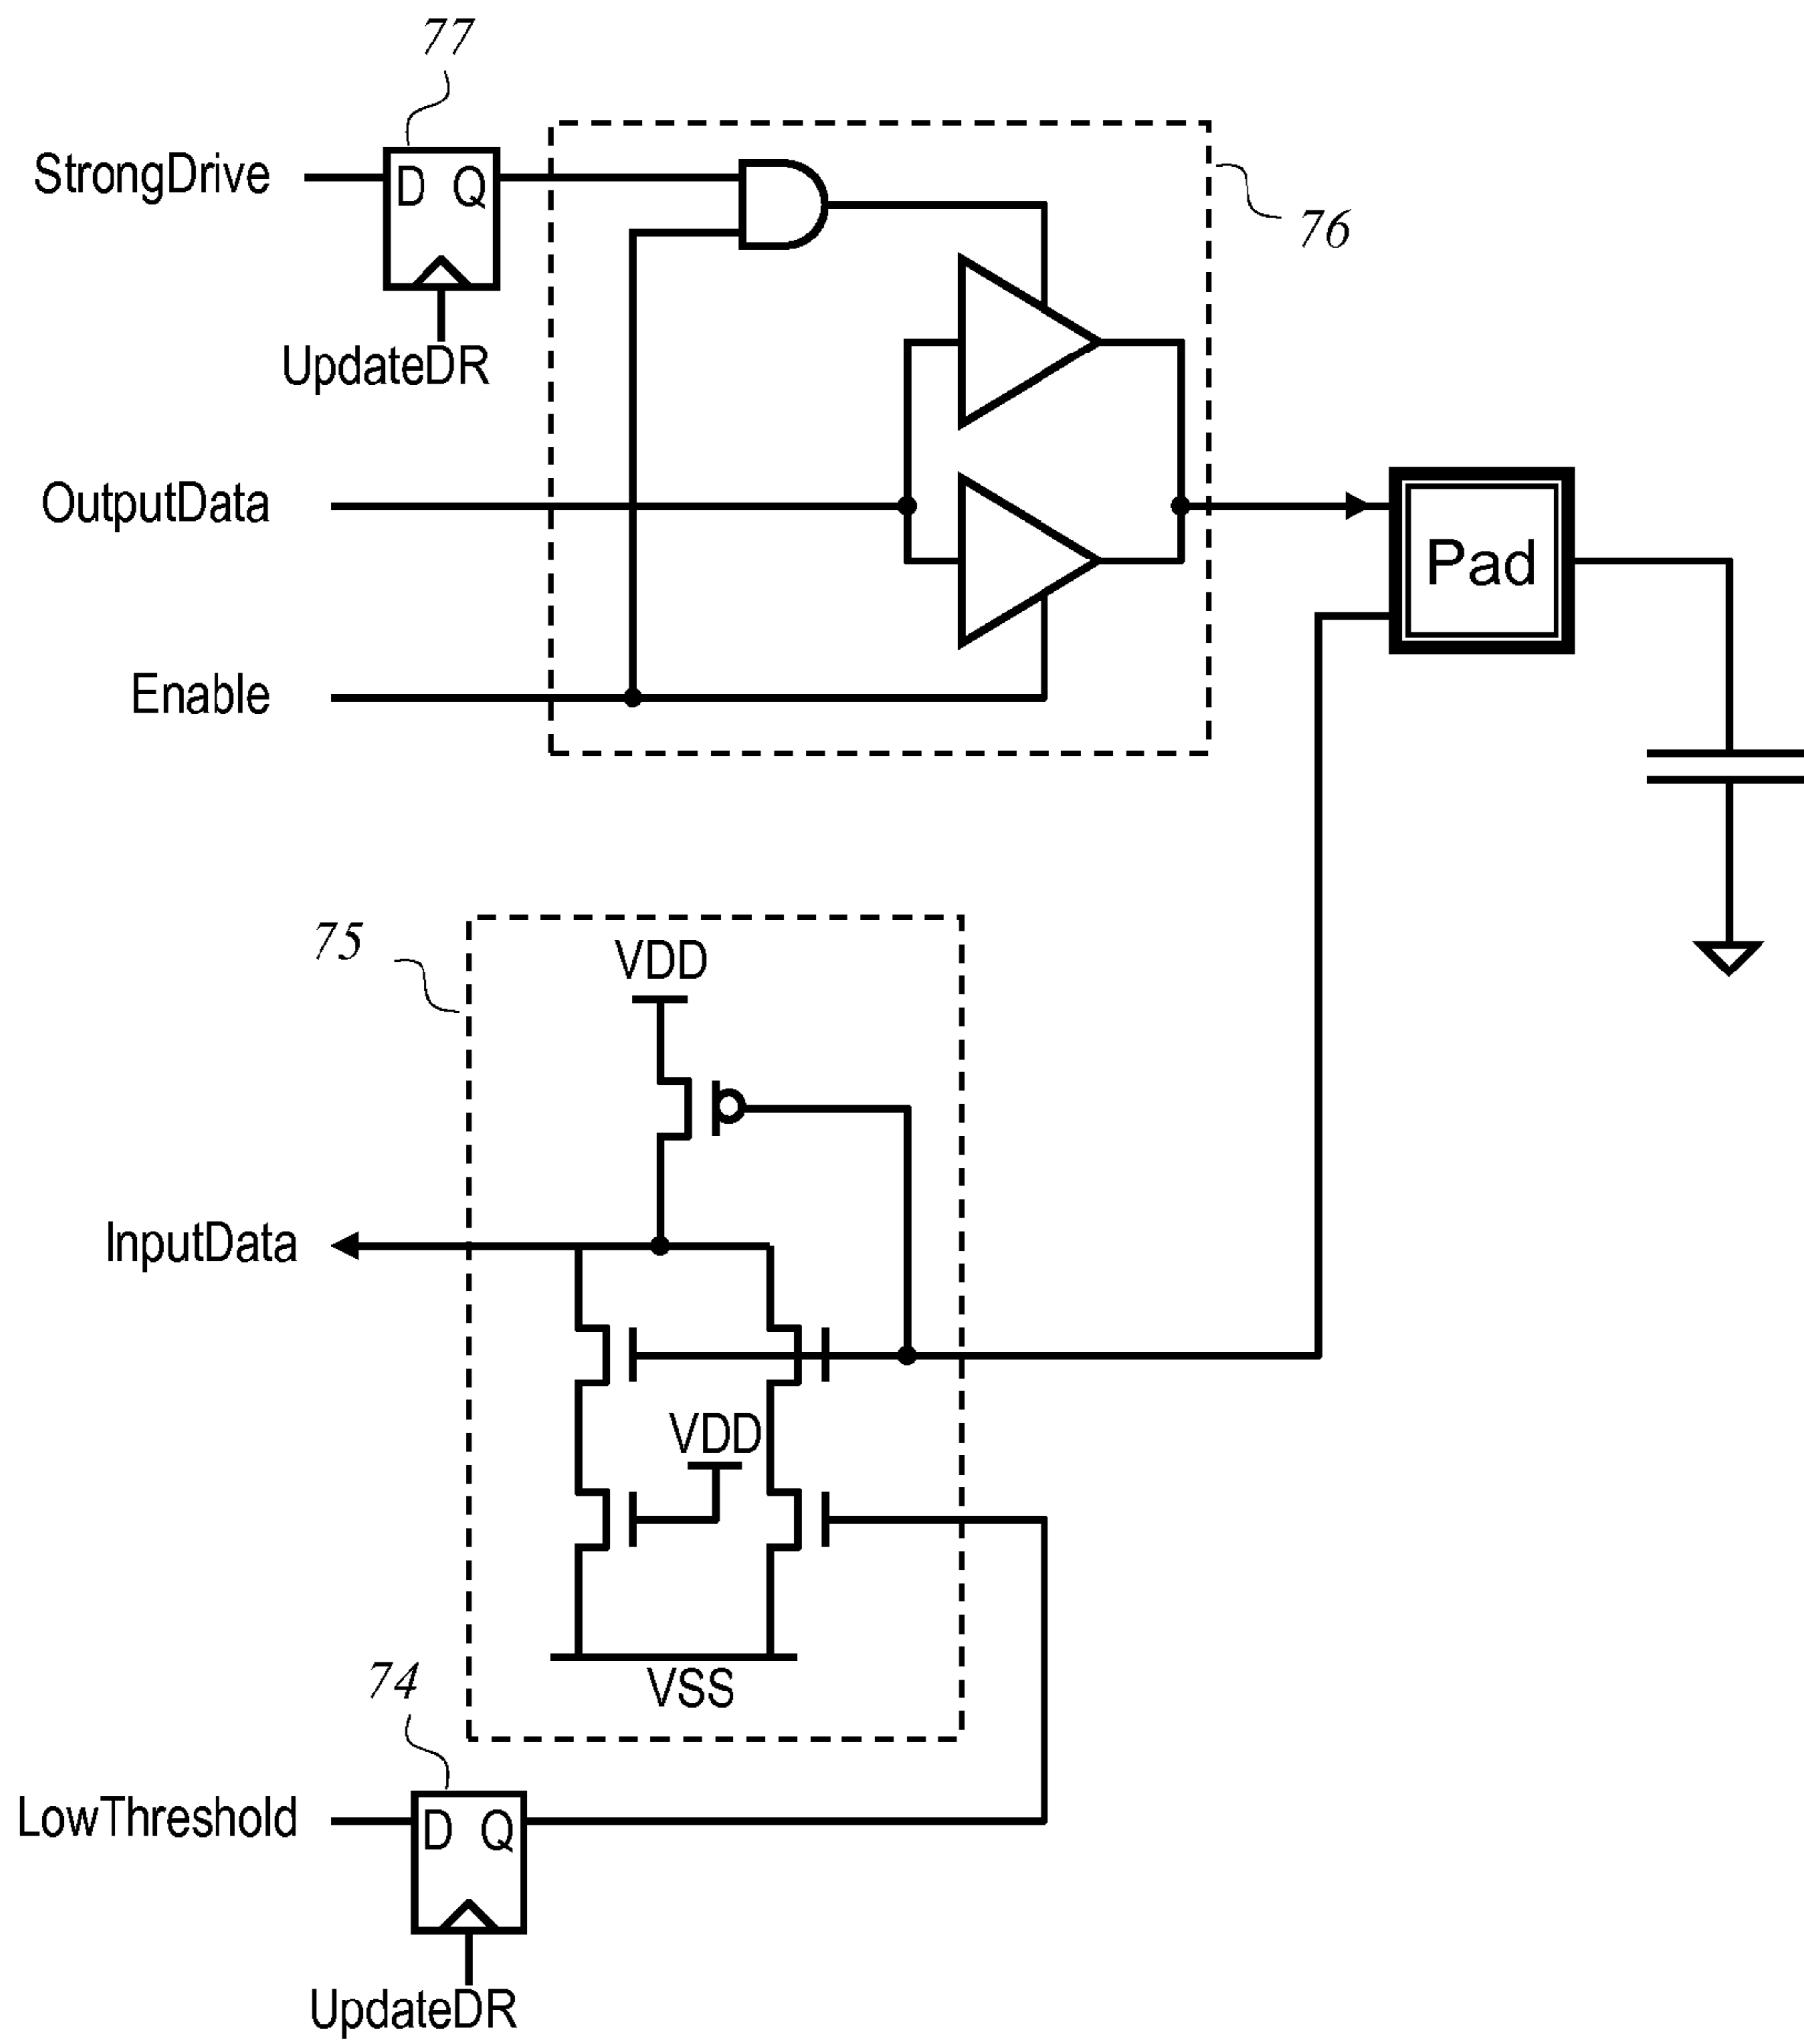 77
StrongDrive
D Q
76
UpdateDR
OutputData
Pad
Enable
75
VDD
InputData
VDD
VSS
74
LowThreshold
D Q
UpdateDR